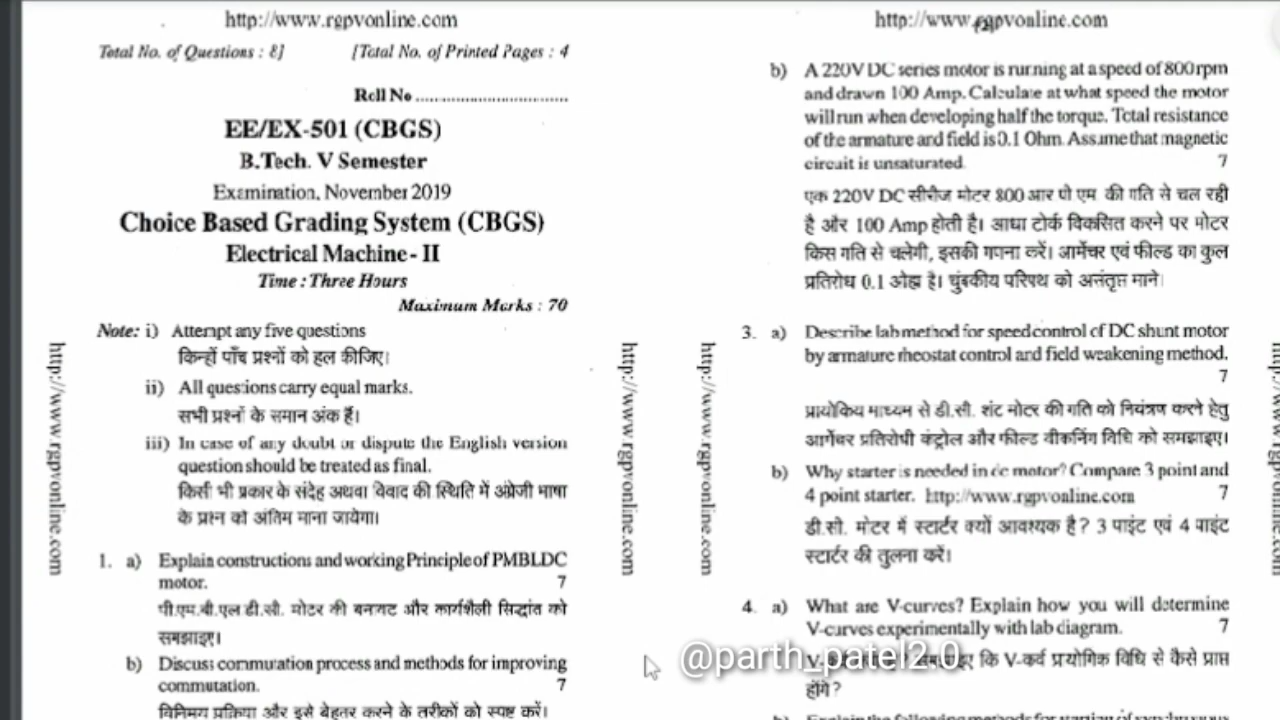 http://www.rgpvonline.com
Total No. of Questions : 8]    [Total No. of Printed Pages : 4
Roll No ..................................
EE/EX-501 (CBGS)
B.Tech. V Semester
Examination, November 2019
Choice Based Grading System (CBGS)
Electrical Machine - II
Time : Three Hours
Maximum Marks : 70
Note: i) Attempt any five questions
किन्हों पाँच प्रश्नों को हल कीजिए।
ii) All questions carry equal marks.
सभी प्रश्नों के समान अंक हैं।
iii) In case of any doubt or dispute the English version
question should be treated as final.
किसी भी प्रकार के संदेह अथवा विवाद की स्थिति में अंग्रेजी भाषा
के प्रश्न को अंतिम माना जायेगा।
1. a) Explain constructions and working Principle of PMBLDC
motor. 7
पी.एम.बी.एल डी.सी. मोटर की बनावट और कार्यशैली सिद्धांत को
समझाइए।
b) Discuss commutation process and methods for improving
commutation. 7
विनिमय प्रक्रिया और इसे बेहतर करने के तरीकों को स्पष्ट करें।
http://www.rgpvonline.com
http://www.rgpvonline.com
http://www.rgpvonline.com
b) A 220V DC series motor is running at a speed of 800 rpm
and drawn 100 Amp. Calculate at what speed the motor
will run when developing half the torque. Total resistance
of the armature and field is 0.1 Ohm. Assume that magnetic
circuit is unsaturated. 7
एक 220V DC सीरीज मोटर 800 आर पी एम की गति से चल रही
है और 100 Amp होती है। आधा टोर्क विकसित करने पर मोटर
किस गति से चलेगी, इसकी गणना करें। आर्मेचर एवं फील्ड का कुल
प्रतिरोध 0.1 ओह्म है। चुंबकीय परिपथ को असंतृप्त माने।
3. a) Describe lab method for speed control of DC shunt motor
by armature rheostat control and field weakening method.
7
प्रायोकिय माध्यम से डी.सी. शंट मोटर की गति को नियंत्रण करने हेतु
आर्मेचर प्रतिरोधी कंट्रोल और फील्ड वीकनिंग विधि को समझाइए।
b) Why starter is needed in dc motor? Compare 3 point and
4 point starter. http://www.rgpvonline.com 7
डी.सी. मोटर में स्टार्टर क्यों आवश्यक है? 3 पाइंट एवं 4 पाइंट
स्टार्टर की तुलना करें।
4. a) What are V-curves? Explain how you will determine
V-curves experimentally with lab diagram. 7
समझाइए कि V-कर्व प्रयोगिक विधि से कैसे प्राप्त
होंगे?
b) Explain the following methods for starting of synchronous
http://www.rgpvonline.com
@parth_patel2.0